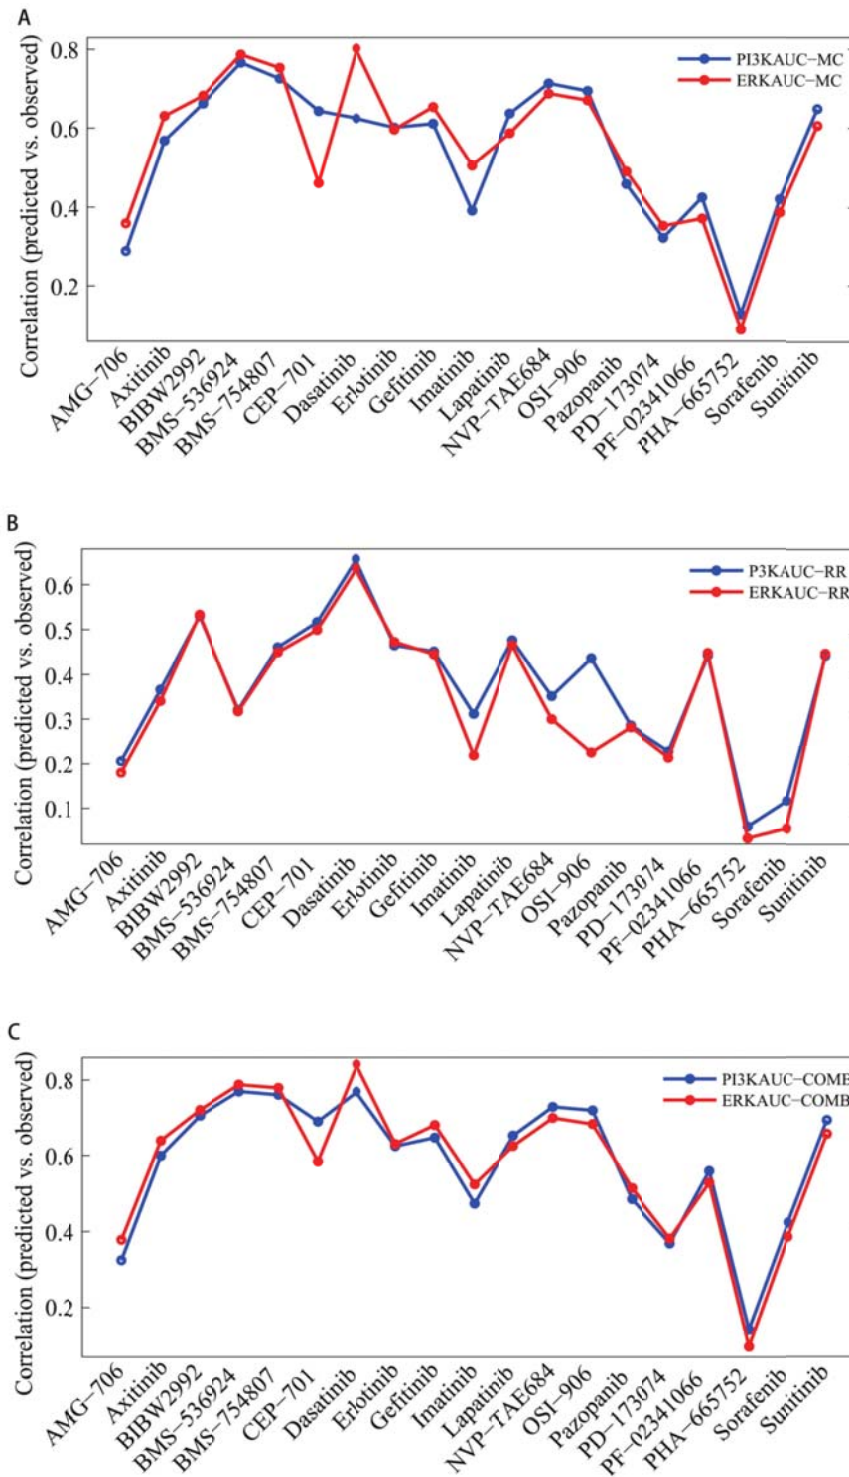 A
0.8
0.6
0.4
0.2
Correlation (predicted vs. observed)
PI3KAUC−MC
ERKAUC−MC
AMG−706
Axitinib
BIBW2992
BMS−536924
BMS−754807
CEP−701
Dasatinib
Erlotinib
Gefitinib
Imatinib
Lapatinib
NVP−TAE684
OSI−906
Pazopanib
PD−173074
PF−02341066
PHA−665752
Sorafenib
Sunitinib
B
0.6
0.5
0.4
0.3
0.2
0.1
Correlation (predicted vs. observed)
P3KAUC−RR
ERKAUC−RR
AMG−706
Axitinib
BIBW2992
BMS−536924
BMS−754807
CEP−701
Dasatinib
Erlotinib
Gefitinib
Imatinib
Lapatinib
NVP−TAE684
OSI−906
Pazopanib
PD−173074
PF−02341066
PHA−665752
Sorafenib
Sunitinib
C
0.8
0.6
0.4
0.2
Correlation (predicted vs. observed)
PI3KAUC−COMB
ERKAUC−COMB
AMG−706
Axitinib
BIBW2992
BMS−536924
BMS−754807
CEP−701
Dasatinib
Erlotinib
Gefitinib
Imatinib
Lapatinib
NVP−TAE684
OSI−906
Pazopanib
PD−173074
PF−02341066
PHA−665752
Sorafenib
Sunitinib